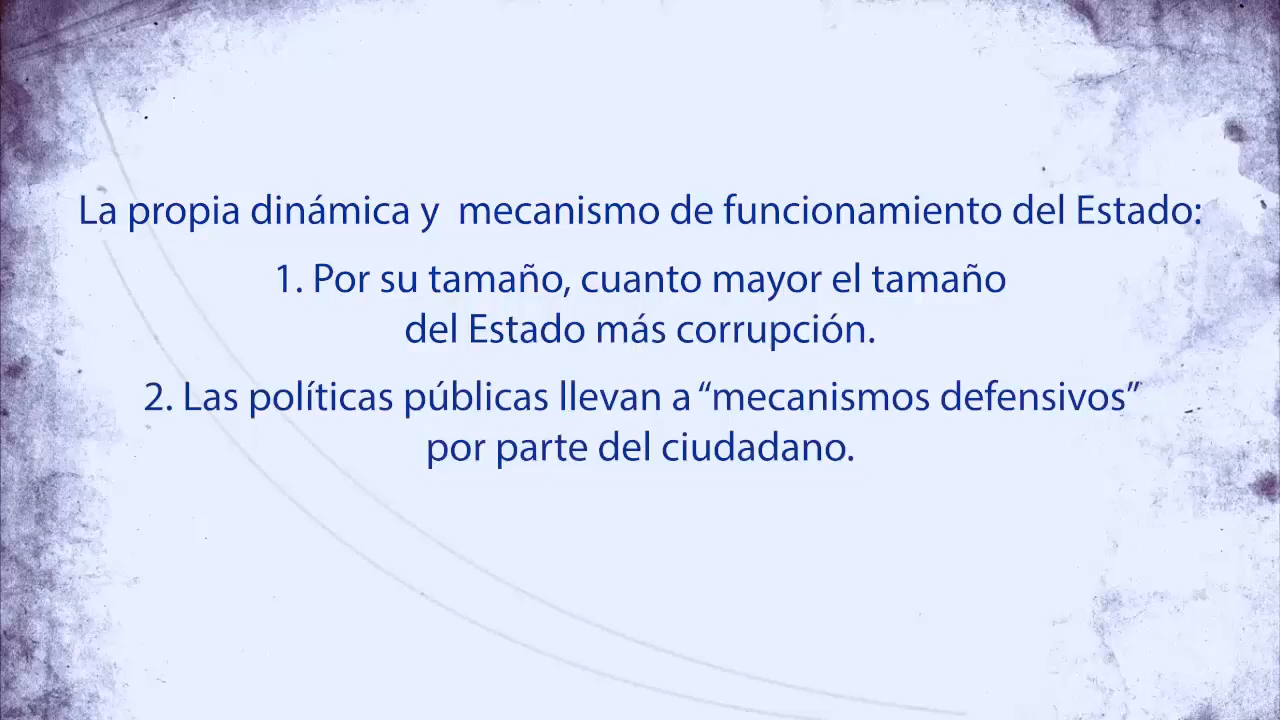 La propia dinámica y  mecanismo de funcionamiento del Estado:
1. Por su tamaño, cuanto mayor el tamaño
del Estado más corrupción.
2. Las políticas públicas llevan a “mecanismos defensivos”
por parte del ciudadano.